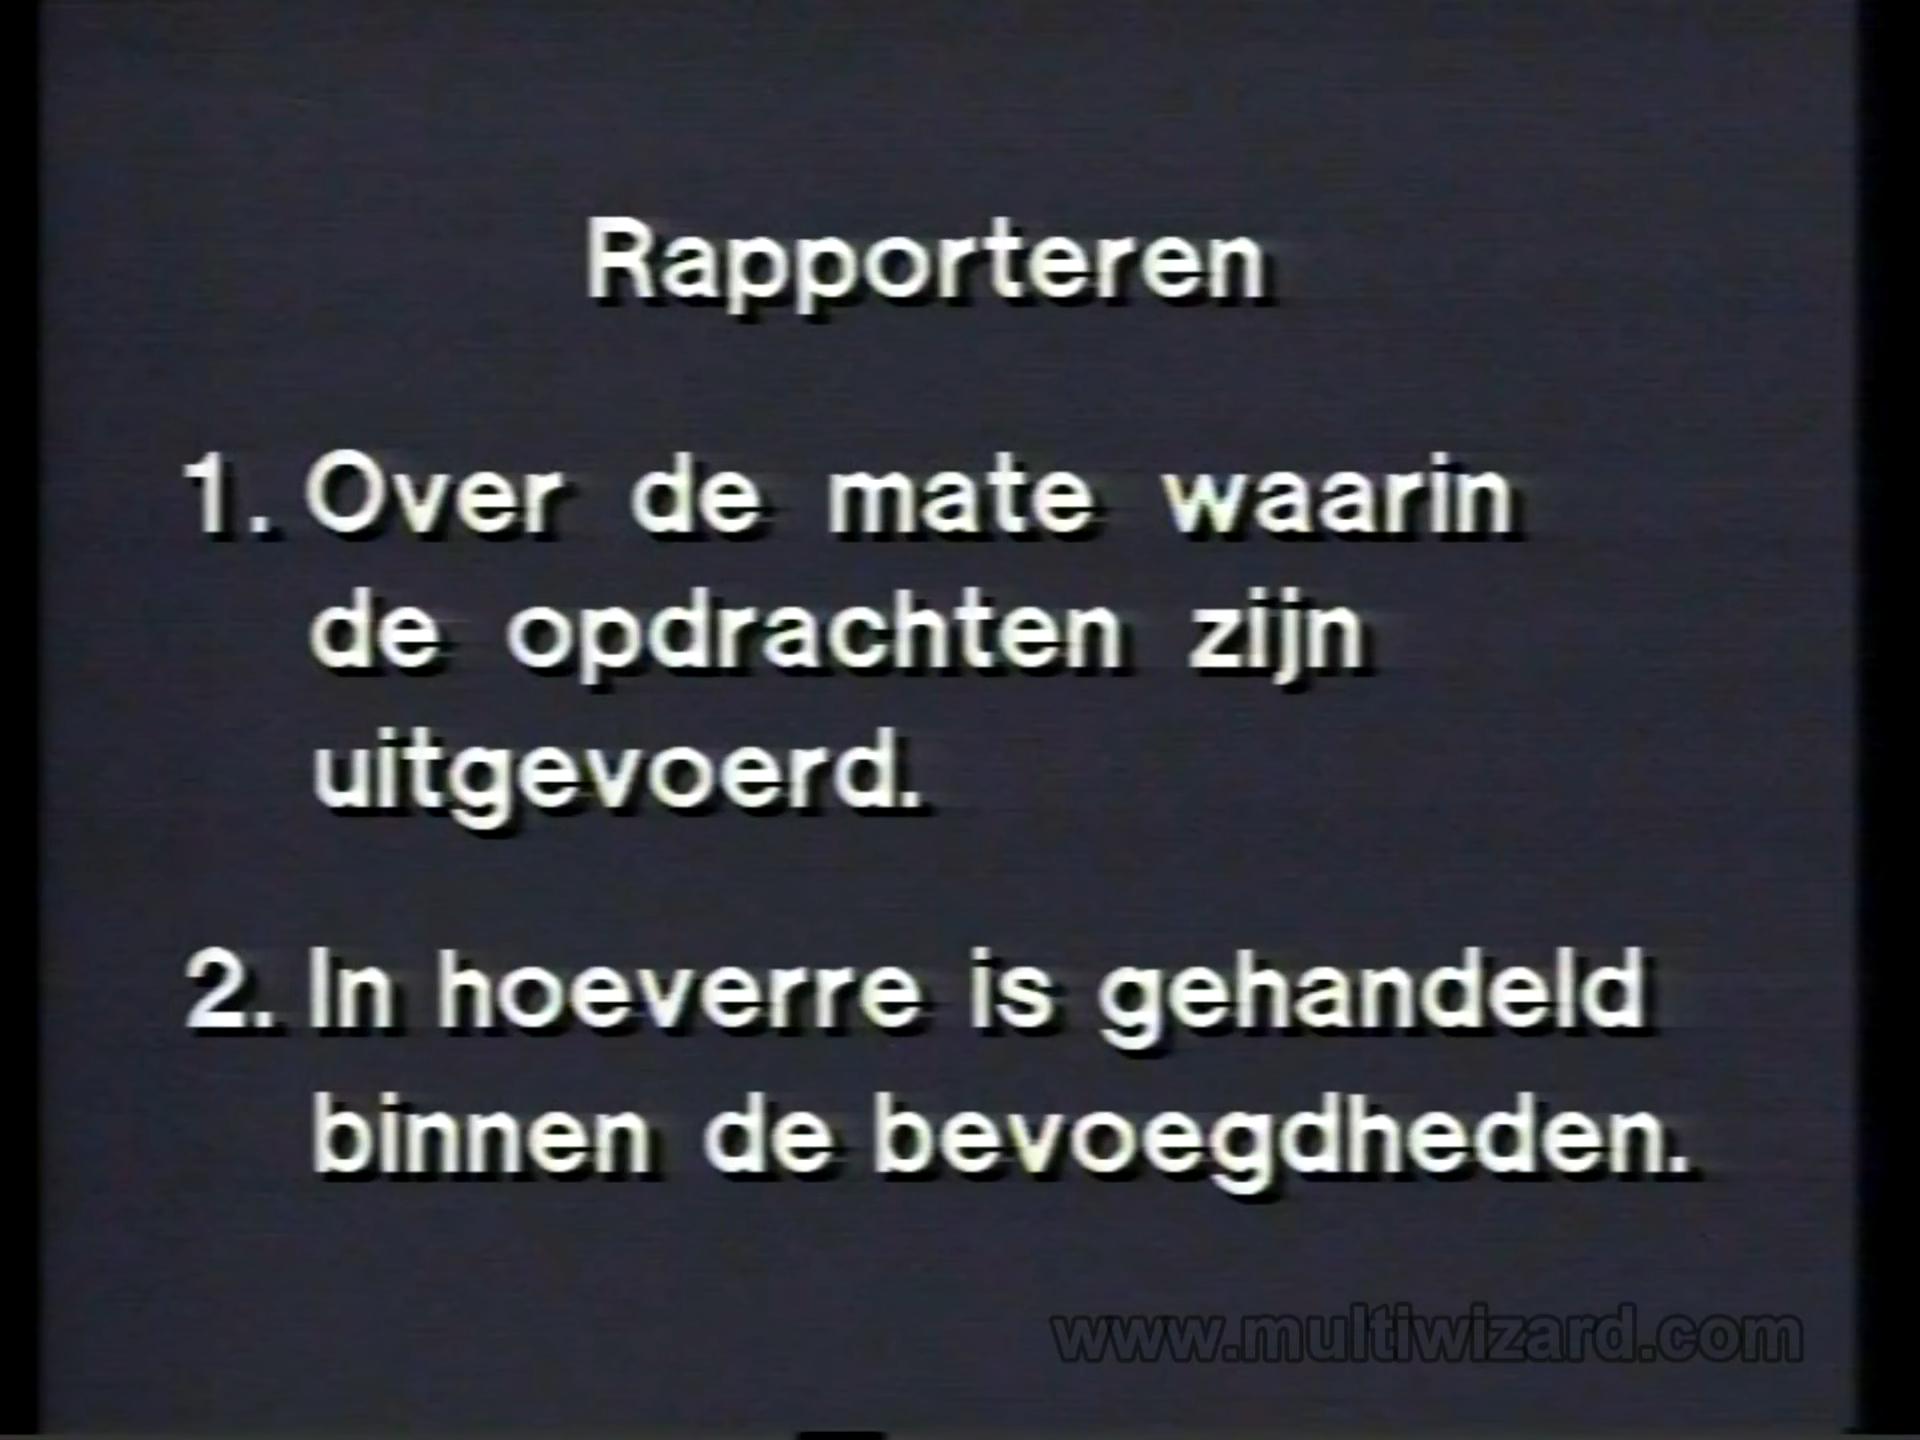 Rapporteren
1. Over de mate waarin
de opdrachten zijn
uitgevoerd.
2. In hoeverre is gehandeld
binnen de bevoegdheden.
www.multiwizard.com